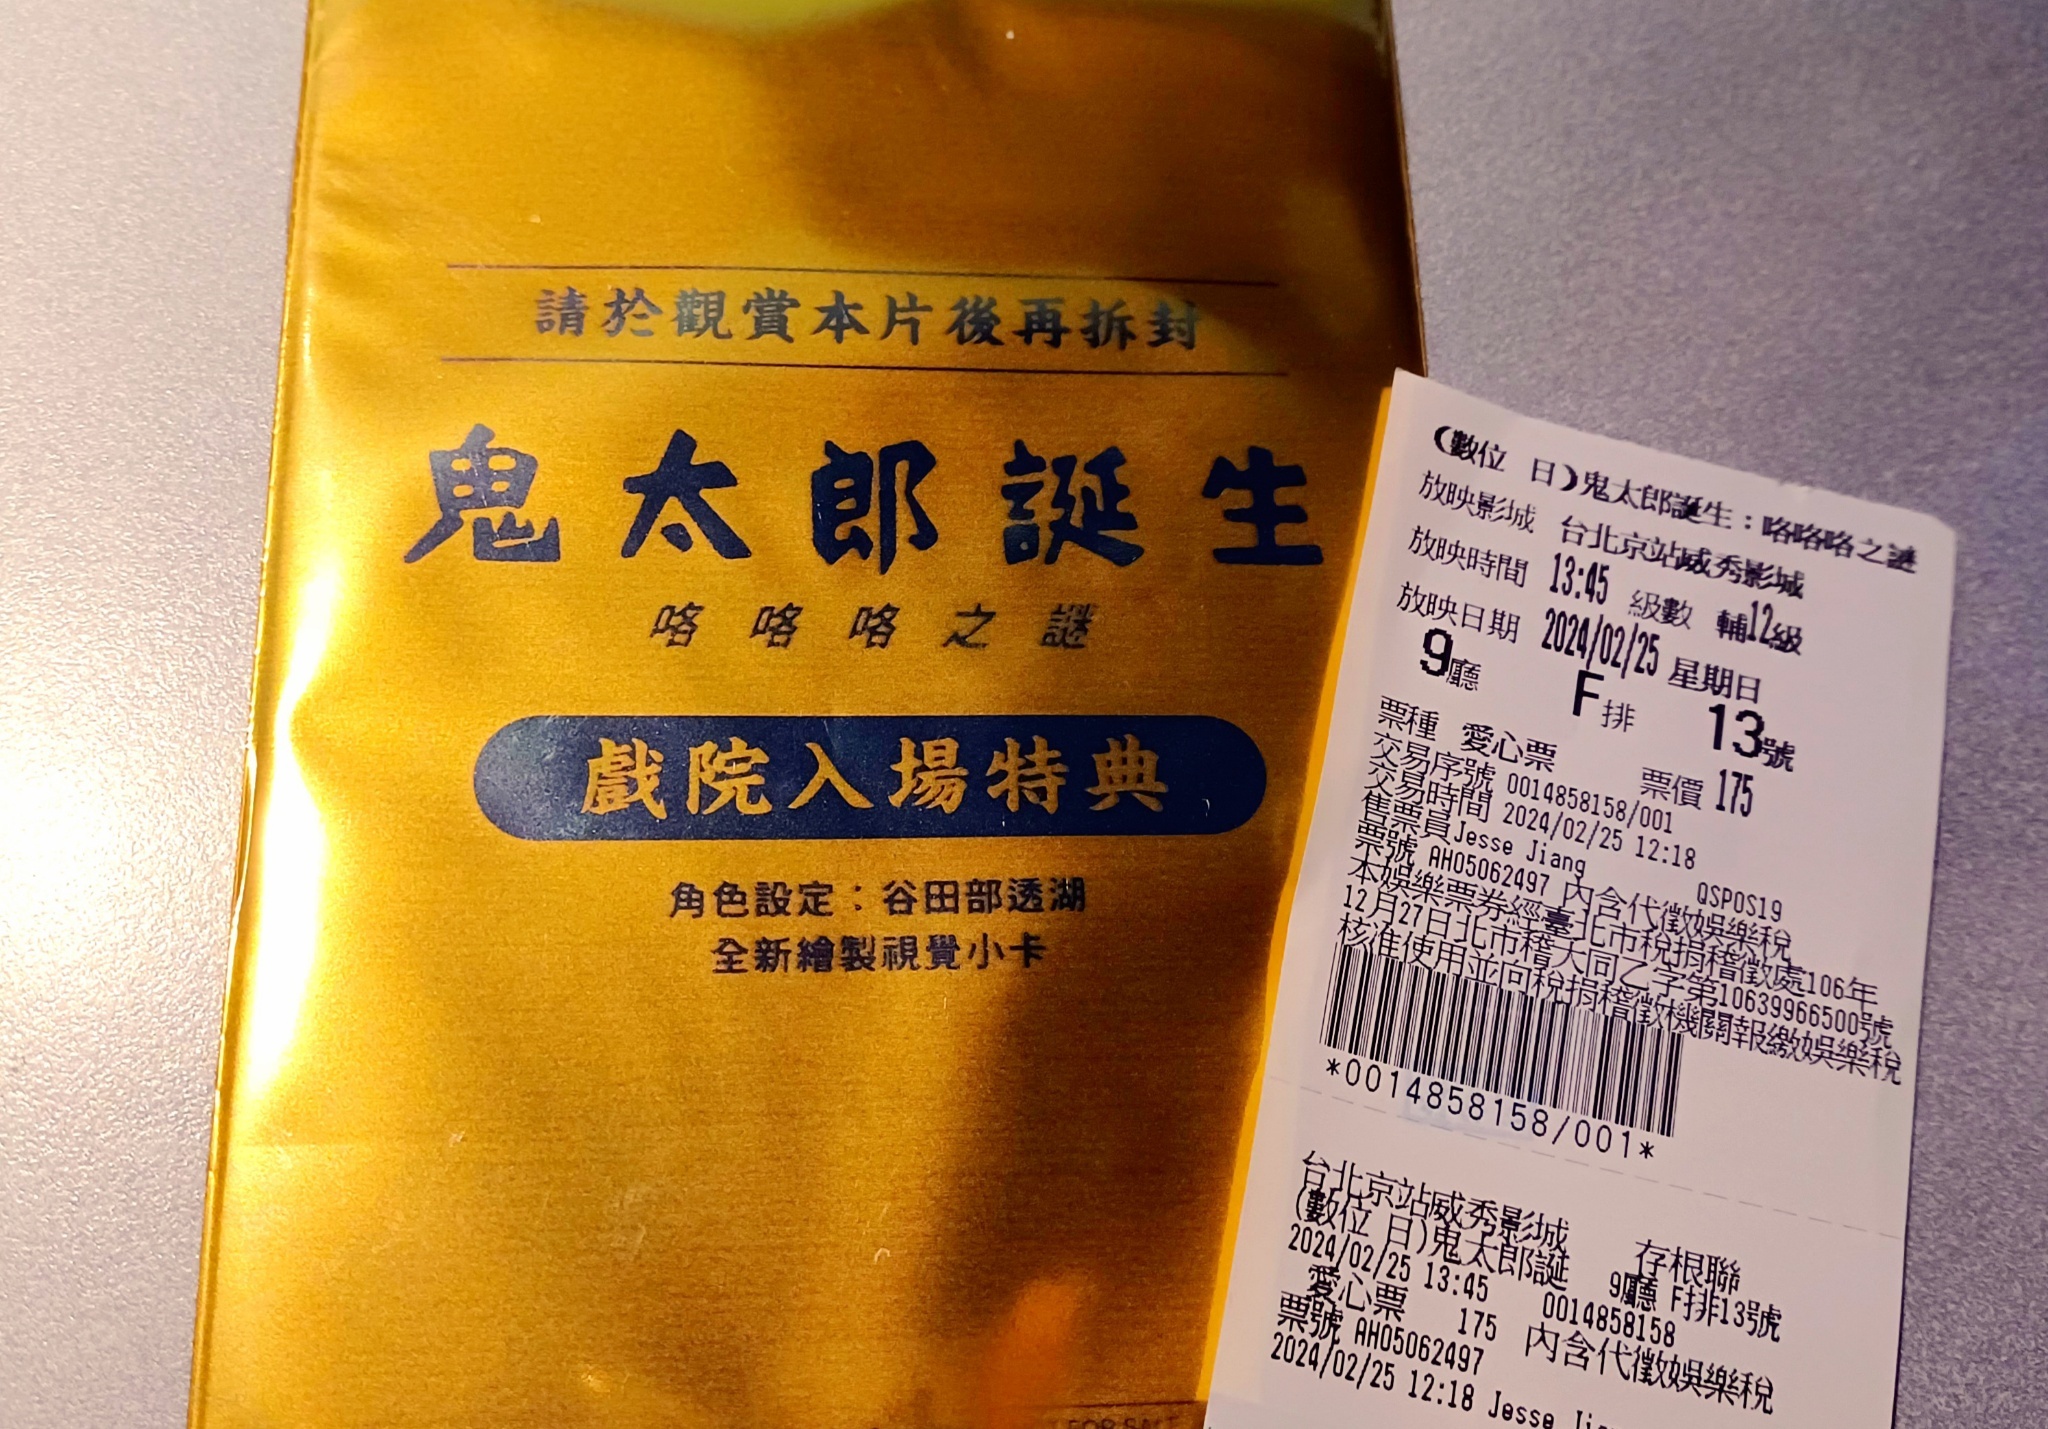 請於觀賞本片後再拆封
鬼太郎誕生
咯咯咯之謎
戲院入場特典
角色設定：谷田部透湖
全新繪製視覺小卡
FOR SALE
(數位 日)鬼太郎誕生：咯咯咯之謎
放映影城 台北京站威秀影城
放映時間 13:45 級數 輔12級
放映日期 2024/02/25 星期日
9廳 F排 13號
票種 愛心票 票價 175
交易序號 0014858158/001
交易時間 2024/02/25 12:18
售票員Jesse Jiang QSPOS19
票號 AH05062497 內含代徵娛樂稅
本娛樂票券經臺北市稅捐稽徵處106年
12月27日北市稽大同乙字第10639966500號
核准使用並向稅捐稽徵機關報繳娛樂稅
*0014858158/001*
台北京站威秀影城 存根聯
(數位 日)鬼太郎誕 9廳 F排13號
2024/02/25 13:45 0014858158
愛心票 175 內含代徵娛樂稅
票號 AH05062497
2024/02/25 12:18 Jesse Jian